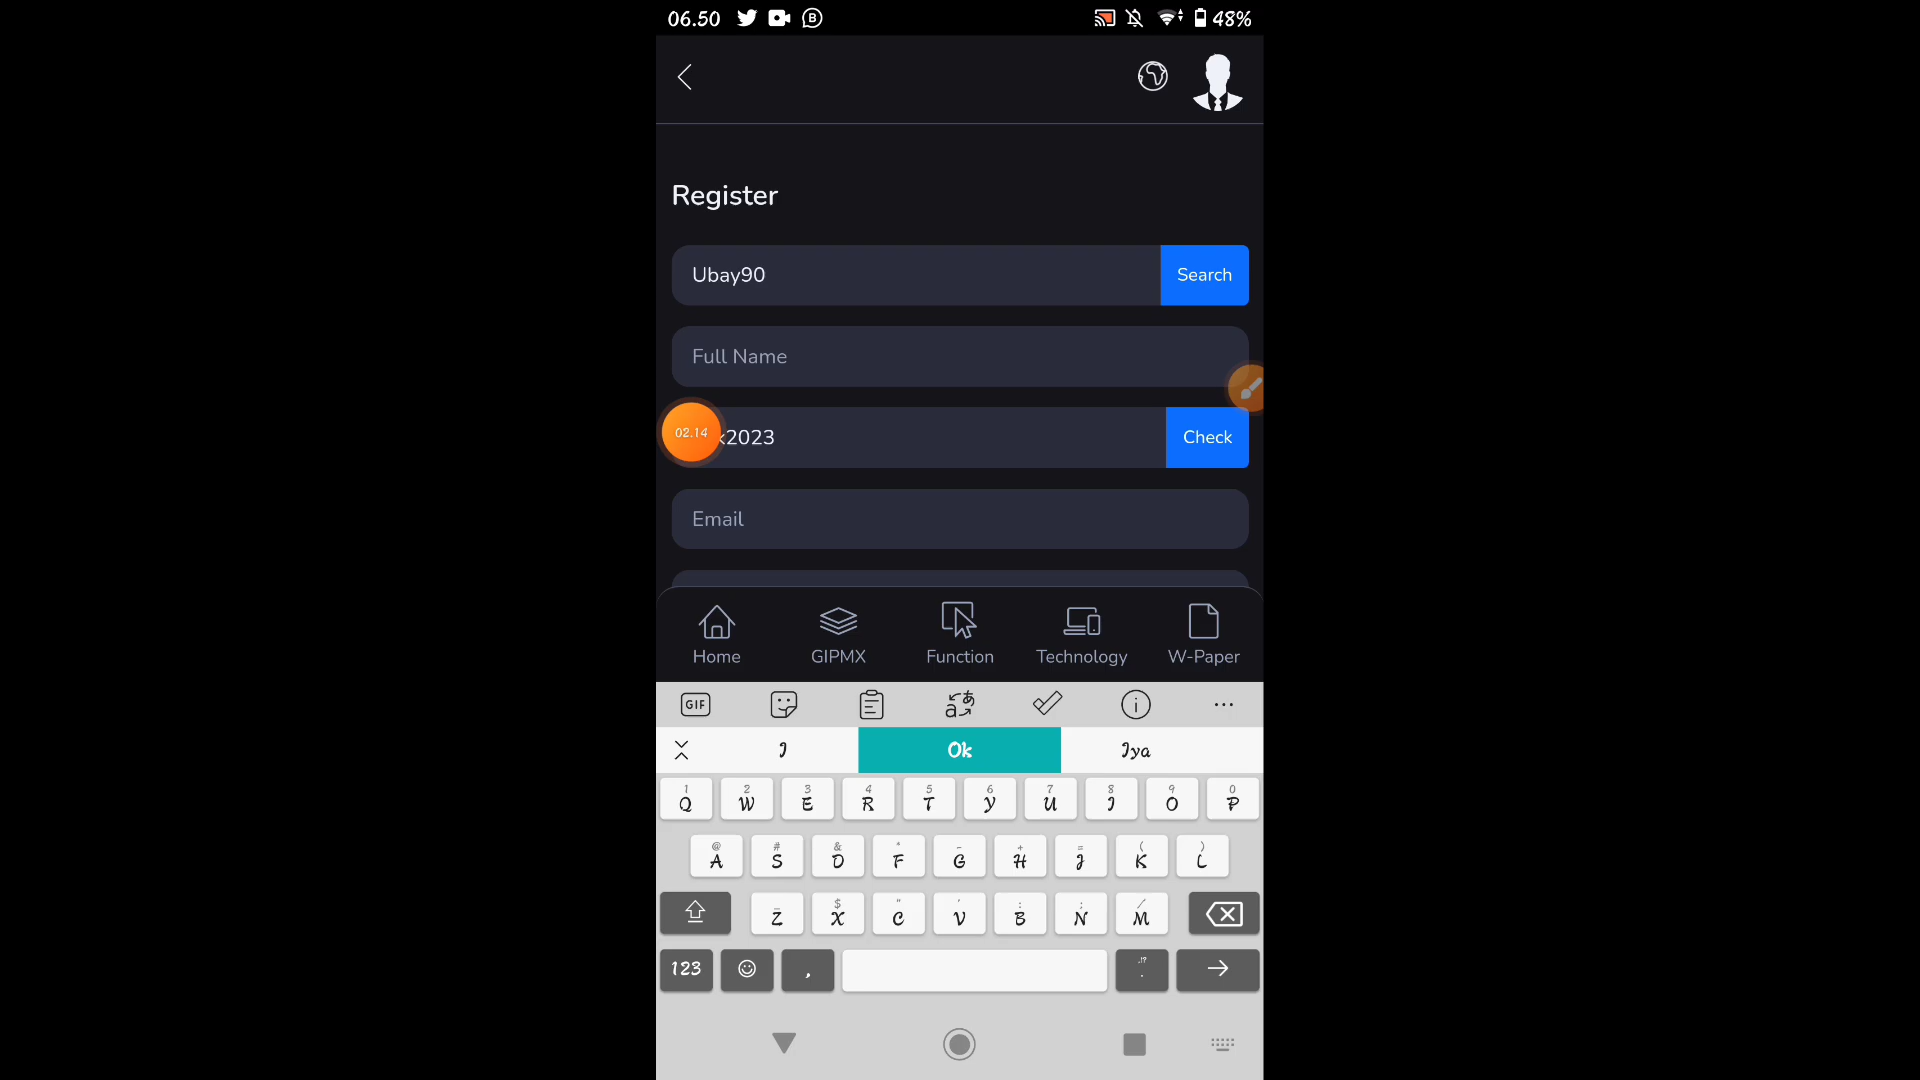 06.50 48%
Register
Ubay90 Search
Full Name
02.14 2023 Check
Email
Home GIPMX Function Technology W-Paper
GIF
I Ok Iya
1 2 3 4 5 6 7 8 9 0
Q W E R T Y U I O P
@ # & * - + = ( )
A S D F G H J K L
_ $ " ' : ; /
Z X C V B N M
123 , .